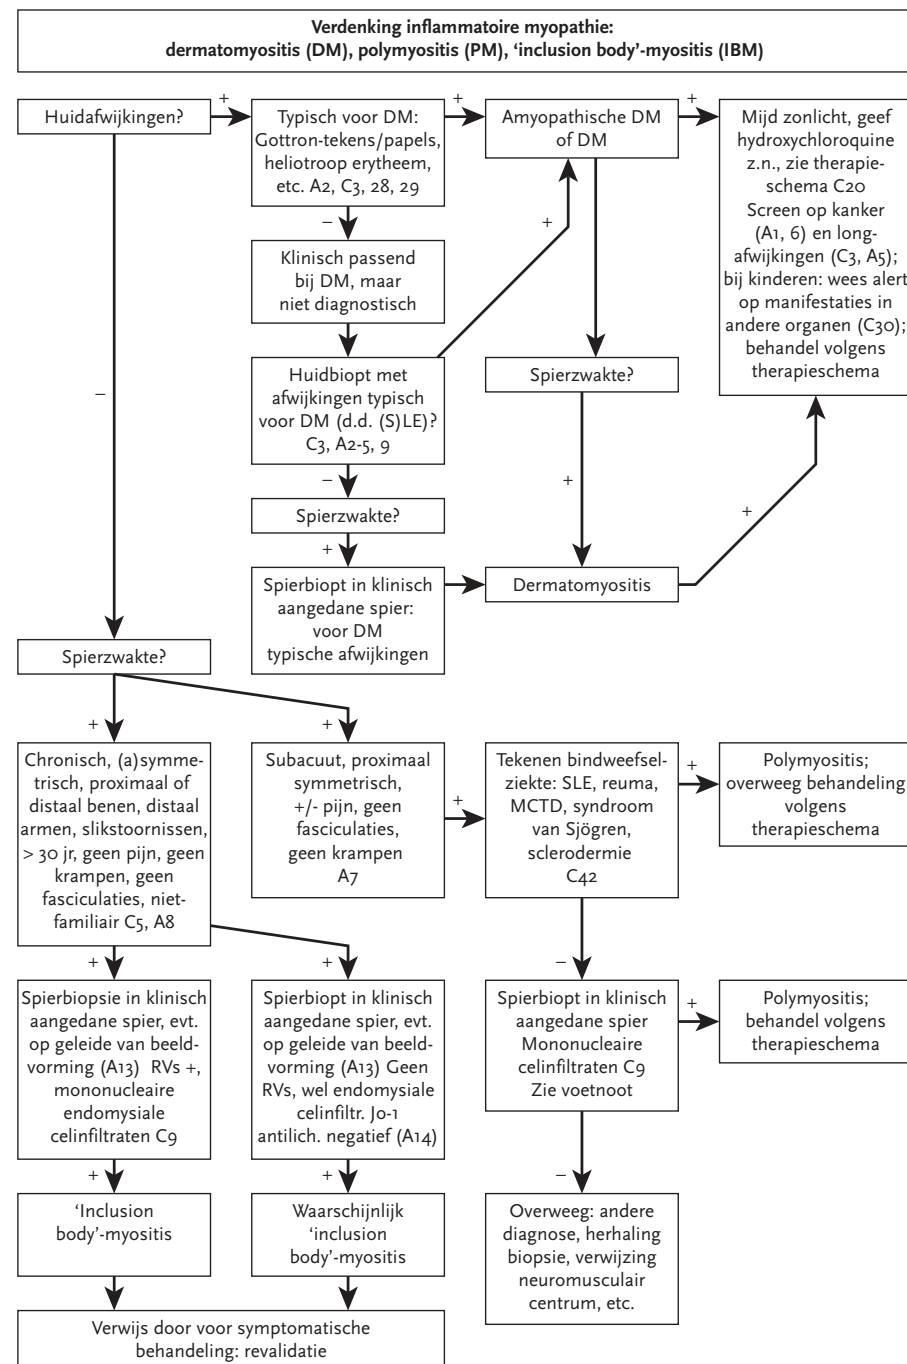 Verdenking inflammatoire myopathie:
dermatomyositis (DM), polymyositis (PM), ‘inclusion body’-myositis (IBM)
Huidafwijkingen?
+
Typisch voor DM:
Gottron-tekens/papels,
heliotroop erytheem,
etc. A2, C3, 28, 29
+
Amyopathische DM
of DM
+
Mijd zonlicht, geef
hydroxychloroquine
z.n., zie therapie-
schema C20
Screen op kanker
(A1, 6) en long-
afwijkingen (C3, A5);
bij kinderen: wees alert
op manifestaties in
andere organen (C30);
behandel volgens
therapieschema
–
Klinisch passend
bij DM, maar
niet diagnostisch
+
–
–
Huidbiopt met
afwijkingen typisch
voor DM (d.d. (S)LE)?
C3, A2-5, 9
Spierzwakte?
–
Spierzwakte?
+
+
+
Spierbiopt in klinisch
aangedane spier:
voor DM
typische afwijkingen
Dermatomyositis
Spierzwakte?
+
+
Chronisch, (a)symme-
trisch, proximaal of
distaal benen, distaal
armen, slikstoornissen,
> 30 jr, geen pijn, geen
krampen, geen
fasciculaties, niet-
familiair C5, A8
Subacuut, proximaal
symmetrisch,
+/- pijn, geen
fasciculaties,
geen krampen
A7
+
Tekenen bindweefsel-
ziekte: SLE, reuma,
MCTD, syndroom
van Sjögren,
sclerodermie
C42
+
Polymyositis;
overweeg behandeling
volgens
therapieschema
+
+
–
Spierbiopsie in klinisch
aangedane spier, evt.
op geleide van beeld-
vorming (A13) RVs +,
mononucleaire
endomysiale
celinfiltraten C9
Spierbiopt in klinisch
aangedane spier, evt.
op geleide van beeld-
vorming (A13) Geen
RVs, wel endomysiale
celinfiltr. Jo-1
antilich. negatief (A14)
Spierbiopt in klinisch
aangedane spier
Mononucleaire
celinfiltraten C9
Zie voetnoot
+
Polymyositis;
behandel volgens
therapieschema
+
+
–
‘Inclusion
body’-myositis
Waarschijnlijk
‘inclusion
body’-myositis
Overweeg: andere
diagnose, herhaling
biopsie, verwijzing
neuromusculair
centrum, etc.
Verwijs door voor symptomatische
behandeling: revalidatie